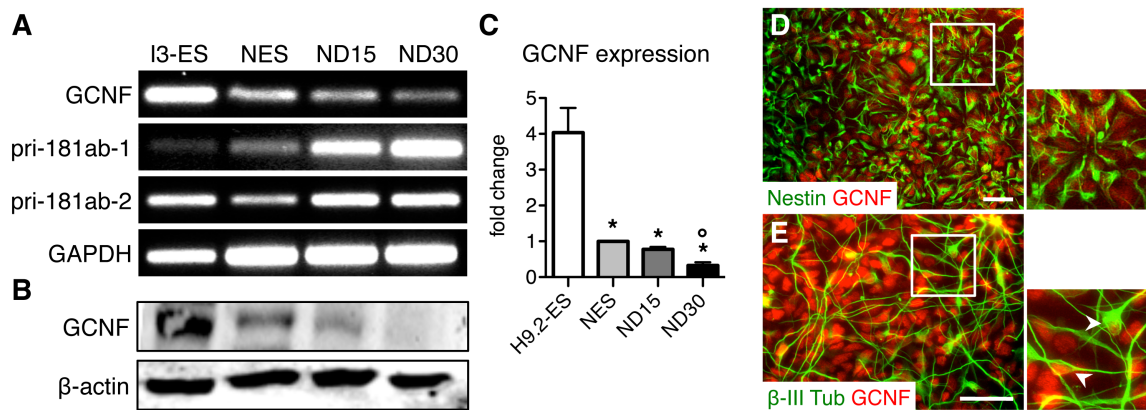 A
I3-ES NES ND15 ND30
GCNF
pri-181ab-1
pri-181ab-2
GAPDH
B
GCNF
β-actin
C
GCNF expression
fold change
5
4
3
2
1
0
* * ° *
H9.2-ES NES ND15 ND30
D
Nestin GCNF
E
β-III Tub GCNF